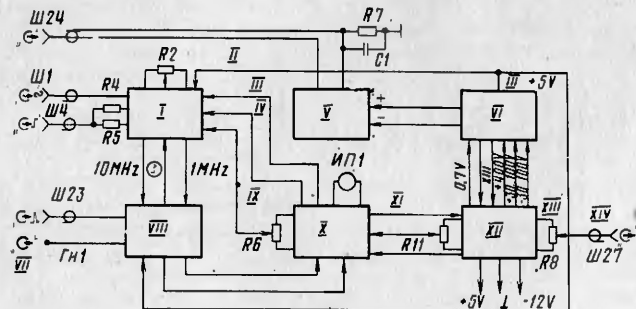 Ш24
R7
C1
R2
II
III
+5V
Ш1
R4
III
IV
Ш4
I
V
+
-
VI
R5
10MHz
1MHz
IX
ИП1
0,7V
XIII
XIV
Ш23
VIII
X
XI
XII
VII
Гн1
R6
R11
R8
Ш27
+5V
⊥
-12V